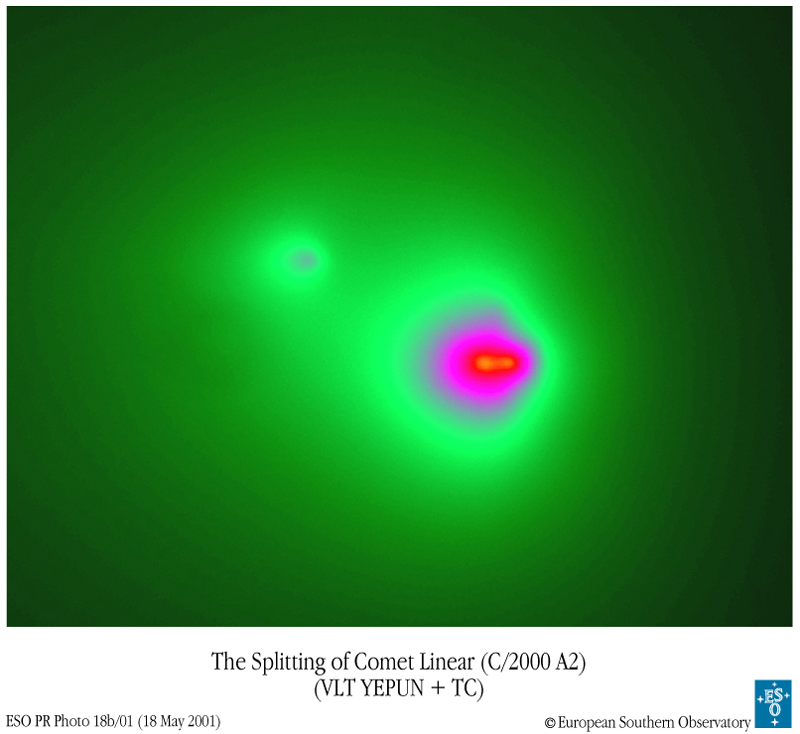 The Splitting of Comet Linear (C/2000 A2)
(VLT YEPUN + TC)
ESO PR Photo 18b/01 (18 May 2001)
© European Southern Observatory
ESO